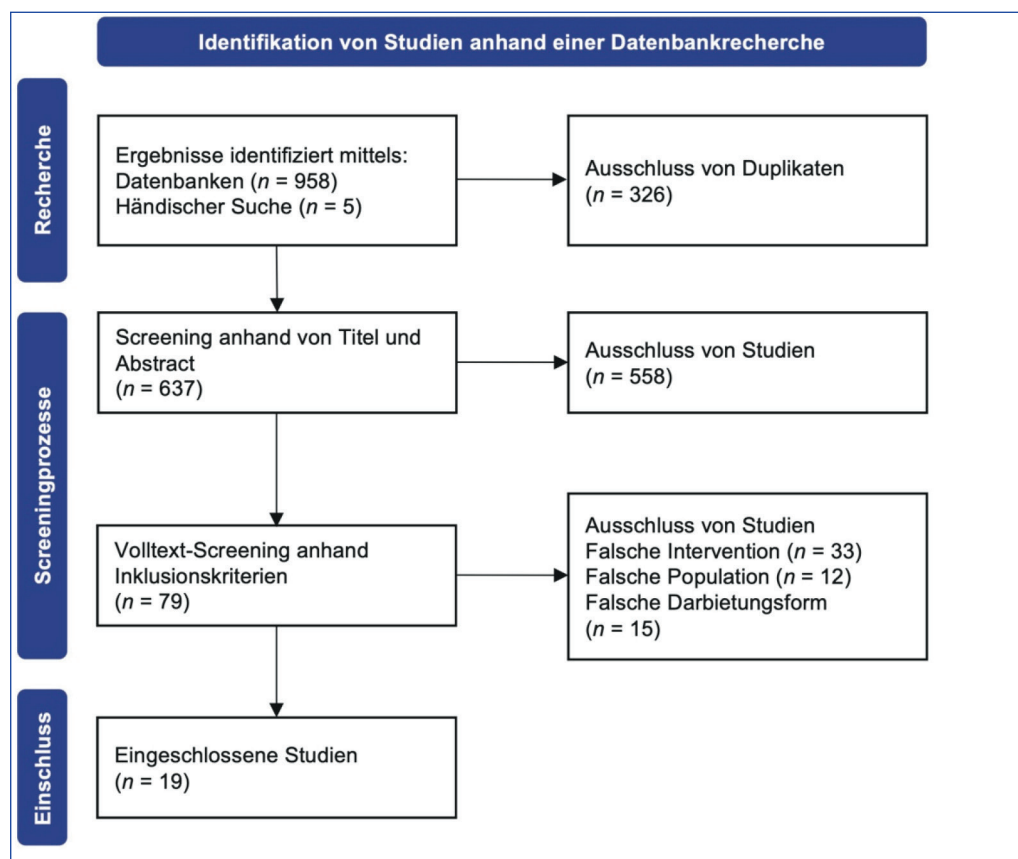 Identifikation von Studien anhand einer Datenbankrecherche
Recherche
Ergebnisse identifiziert mittels:
Datenbanken (n = 958)
Händischer Suche (n = 5)
Ausschluss von Duplikaten
(n = 326)
Screeningprozesse
Screening anhand von Titel und
Abstract
(n = 637)
Ausschluss von Studien
(n = 558)
Volltext-Screening anhand
Inklusionskriterien
(n = 79)
Ausschluss von Studien
Falsche Intervention (n = 33)
Falsche Population (n = 12)
Falsche Darbietungsform
(n = 15)
Einschluss
Eingeschlossene Studien
(n = 19)